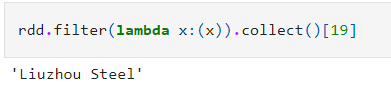 rdd.filter(lambda x:(x)).collect()[19]
'Liuzhou Steel'